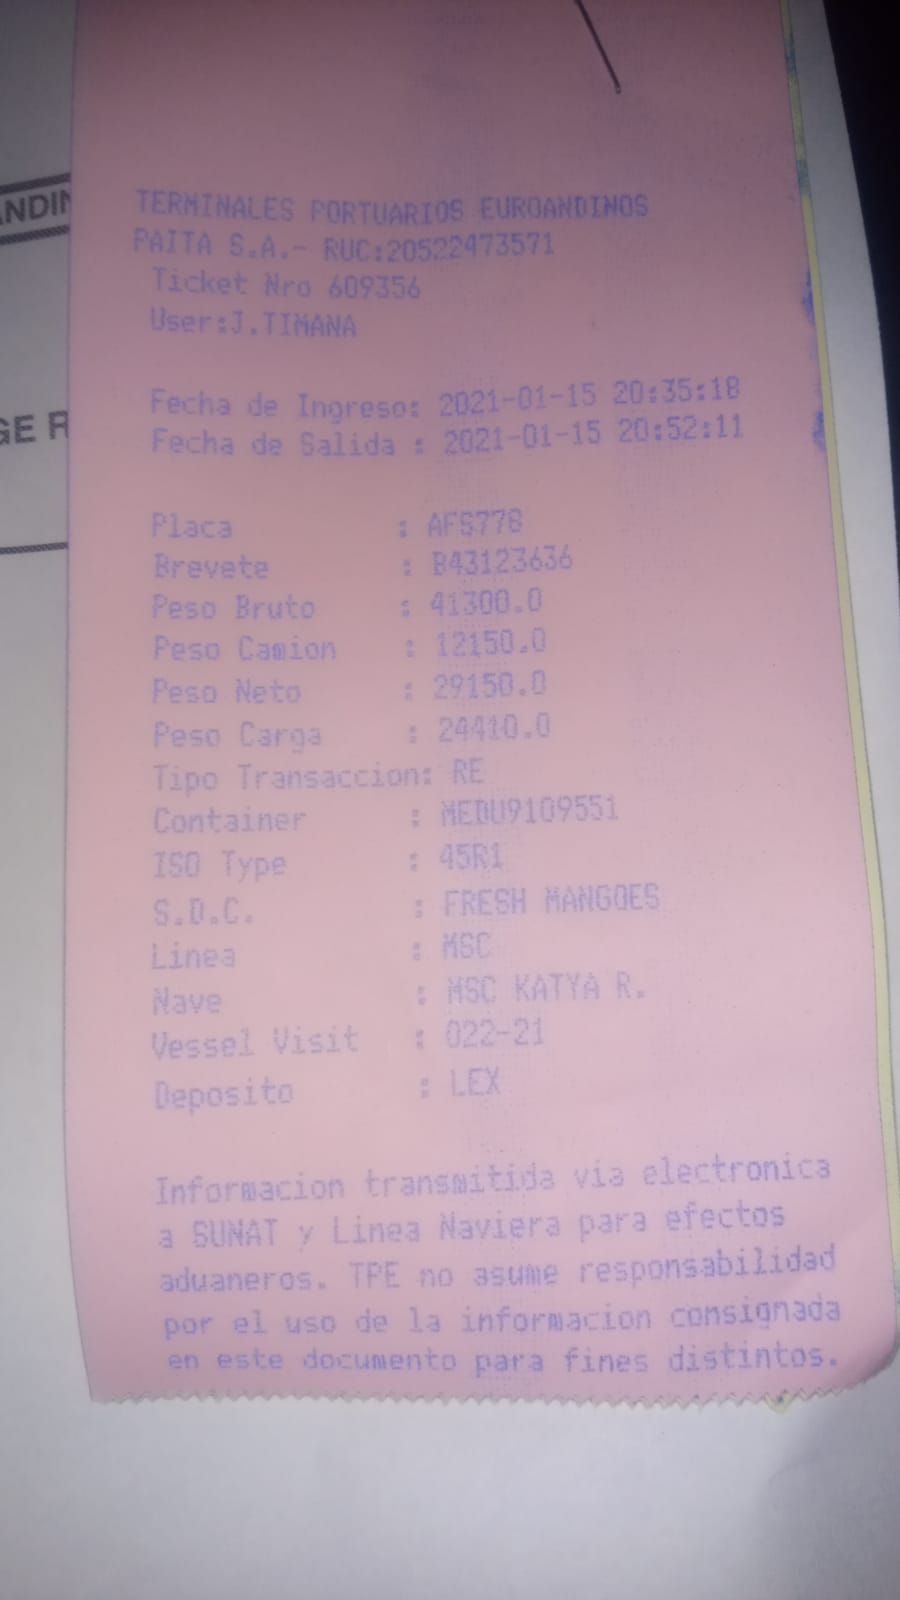 ANDIN
GE R
TERMINALES PORTUARIOS EUROANDINOS
PAITA S.A.- RUC:20522473571
Ticket Nro 609356
User:J.TIMANA
Fecha de Ingreso: 2021-01-15 20:35:18
Fecha de Salida : 2021-01-15 20:52:11
Placa : AFS778
Brevete : B43123636
Peso Bruto : 41300.0
Peso Camion : 12150.0
Peso Neto : 29150.0
Peso Carga : 24410.0
Tipo Transaccion: RE
Container : MEDU9109551
ISO Type : 45R1
S.D.C. : FRESH MANGOES
Linea : MSC
Nave : MSC KATYA R.
Vessel Visit : 022-21
Deposito : LEX
Informacion transmitida via electronica
a SUNAT y Linea Naviera para efectos
aduaneros. TPE no asume responsabilidad
por el uso de la informacion consignada
en este documento para fines distintos.